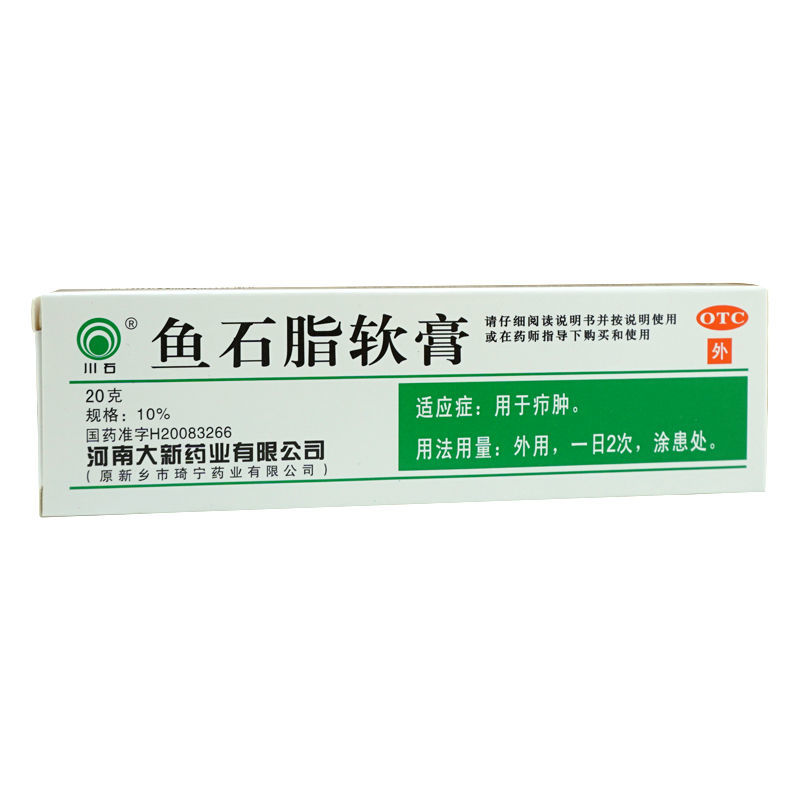 川石
®
鱼石脂软膏
请仔细阅读说明书并按说明使用
或在药师指导下购买和使用
OTC
外
20克
规格：10%
国药准字H20083266
河南大新药业有限公司
(原新乡市琦宁药业有限公司)
适应症：用于疖肿。
用法用量：外用，一日2次，涂患处。